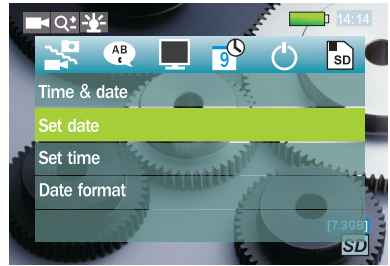 14:14
AB
9
SD
Time & date
Set date
Set time
Date format
[7.3GB]
SD